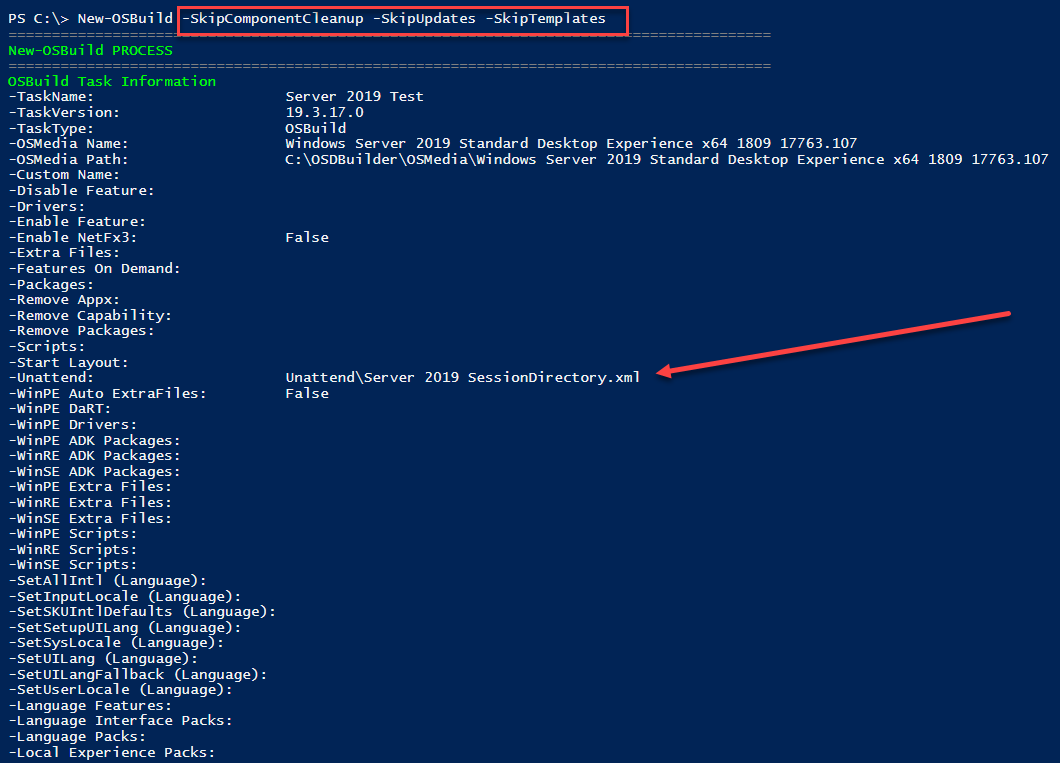 PS C:\> New-OSBuild -SkipComponentCleanup -SkipUpdates -SkipTemplates
========================================================================================
New-OSBuild PROCESS
========================================================================================
OSBuild Task Information
-TaskName: Server 2019 Test
-TaskVersion: 19.3.17.0
-TaskType: OSBuild
-OSMedia Name: Windows Server 2019 Standard Desktop Experience x64 1809 17763.107
-OSMedia Path: C:\OSDBuilder\OSMedia\Windows Server 2019 Standard Desktop Experience x64 1809 17763.107
-Custom Name:
-Disable Feature:
-Drivers:
-Enable Feature:
-Enable NetFx3: False
-Extra Files:
-Features On Demand:
-Packages:
-Remove Appx:
-Remove Capability:
-Remove Packages:
-Scripts:
-Start Layout:
-Unattend: Unattend\Server 2019 SessionDirectory.xml
-WinPE Auto ExtraFiles: False
-WinPE DaRT:
-WinPE Drivers:
-WinPE ADK Packages:
-WinRE ADK Packages:
-WinSE ADK Packages:
-WinPE Extra Files:
-WinRE Extra Files:
-WinSE Extra Files:
-WinPE Scripts:
-WinRE Scripts:
-WinSE Scripts:
-SetAllIntl (Language):
-SetInputLocale (Language):
-SetSKUIntlDefaults (Language):
-SetSetupUILang (Language):
-SetSysLocale (Language):
-SetUILang (Language):
-SetUILangFallback (Language):
-SetUserLocale (Language):
-Language Features:
-Language Interface Packs:
-Language Packs:
-Local Experience Packs: